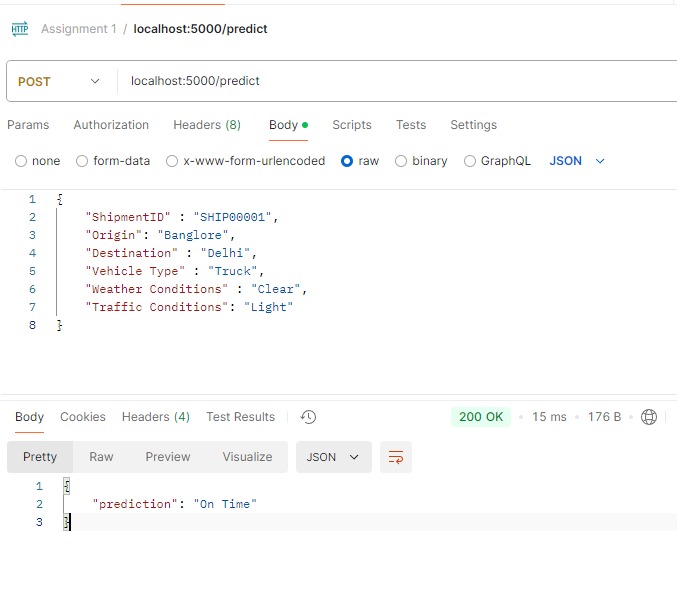 HTTP Assignment 1 / localhost:5000/predict
POST localhost:5000/predict
Params Authorization Headers (8) Body Scripts Tests Settings
none form-data x-www-form-urlencoded raw binary GraphQL JSON
1 {
2 "ShipmentID" : "SHIP00001",
3 "Origin": "Banglore",
4 "Destination" : "Delhi",
5 "Vehicle Type" : "Truck",
6 "Weather Conditions" : "Clear",
7 "Traffic Conditions": "Light"
8 }
Body Cookies Headers (4) Test Results 200 OK • 15 ms • 176 B •
Pretty Raw Preview Visualize JSON
1 {
2 "prediction": "On Time"
3 }